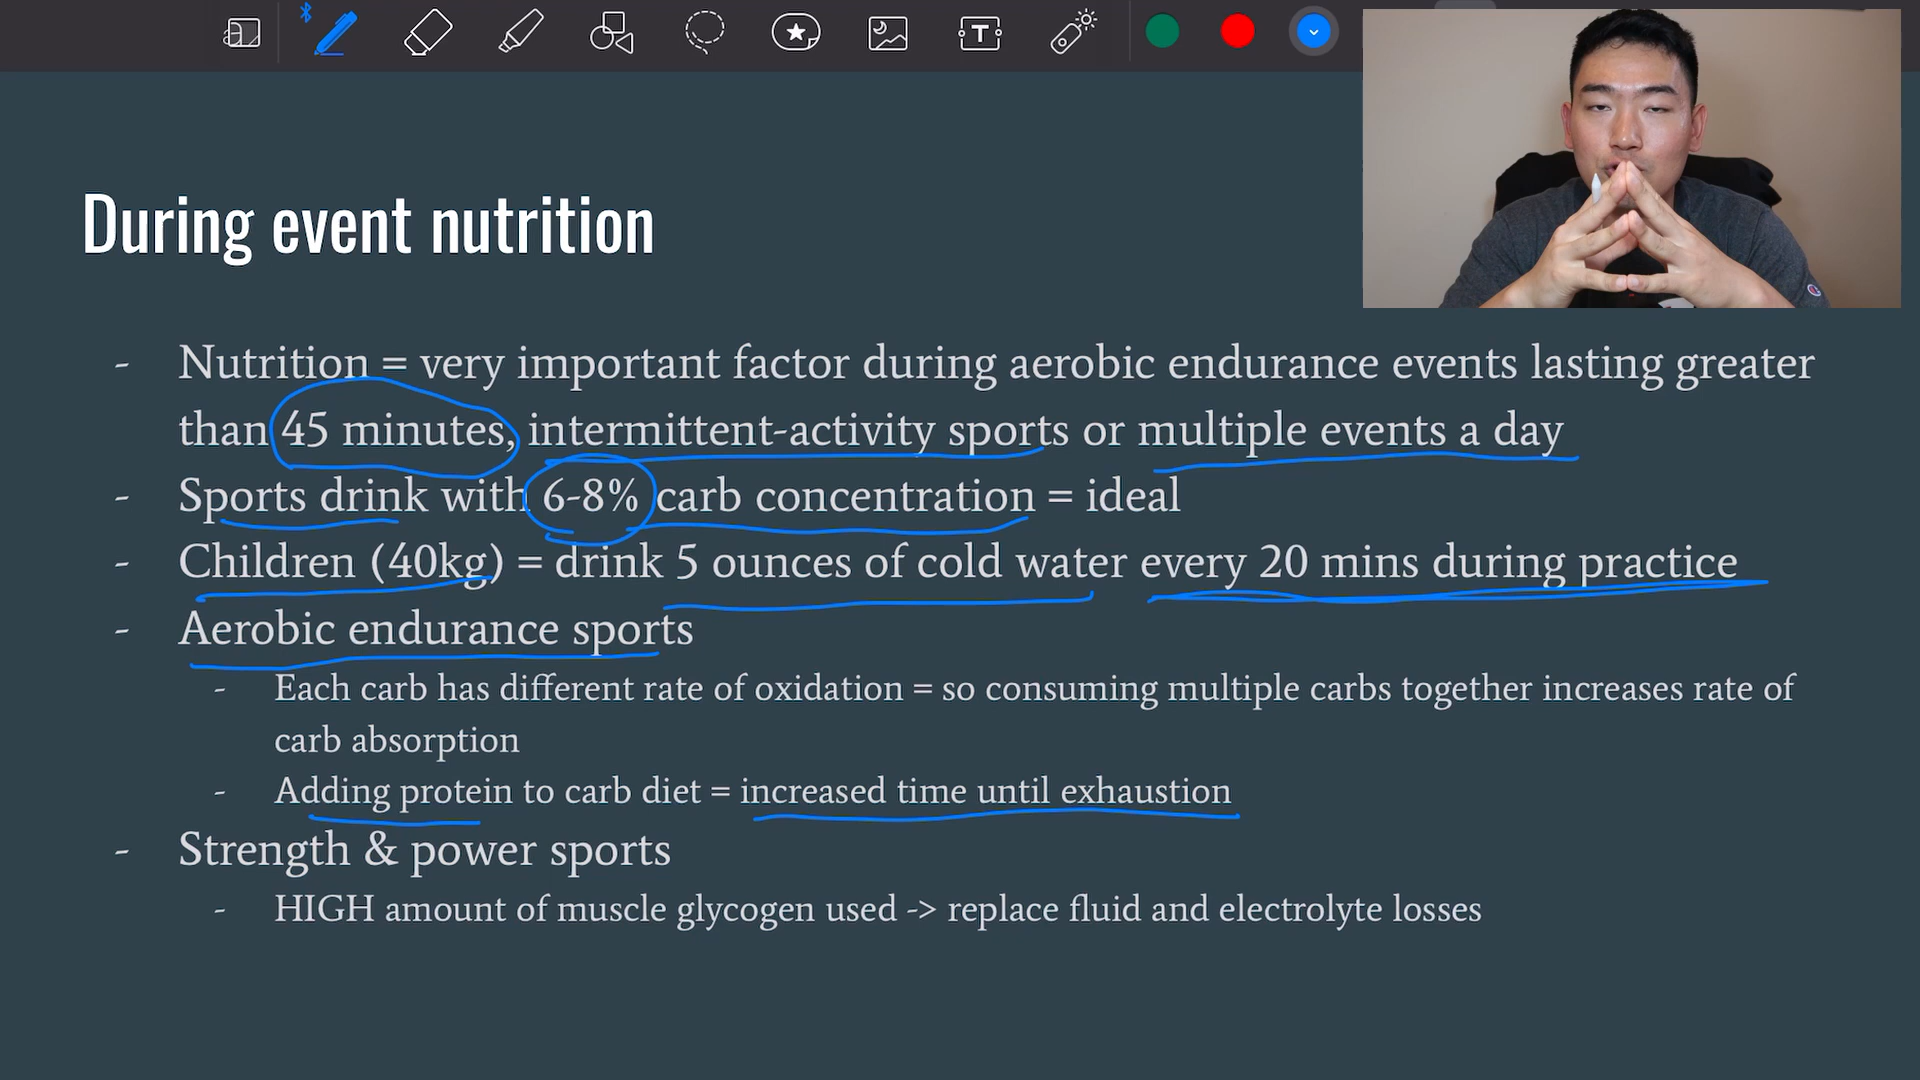 During event nutrition
- Nutrition = very important factor during aerobic endurance events lasting greater
than 45 minutes, intermittent-activity sports or multiple events a day
- Sports drink with 6-8% carb concentration = ideal
- Children (40kg) = drink 5 ounces of cold water every 20 mins during practice
- Aerobic endurance sports
- Each carb has different rate of oxidation = so consuming multiple carbs together increases rate of
carb absorption
- Adding protein to carb diet = increased time until exhaustion
- Strength & power sports
- HIGH amount of muscle glycogen used -> replace fluid and electrolyte losses